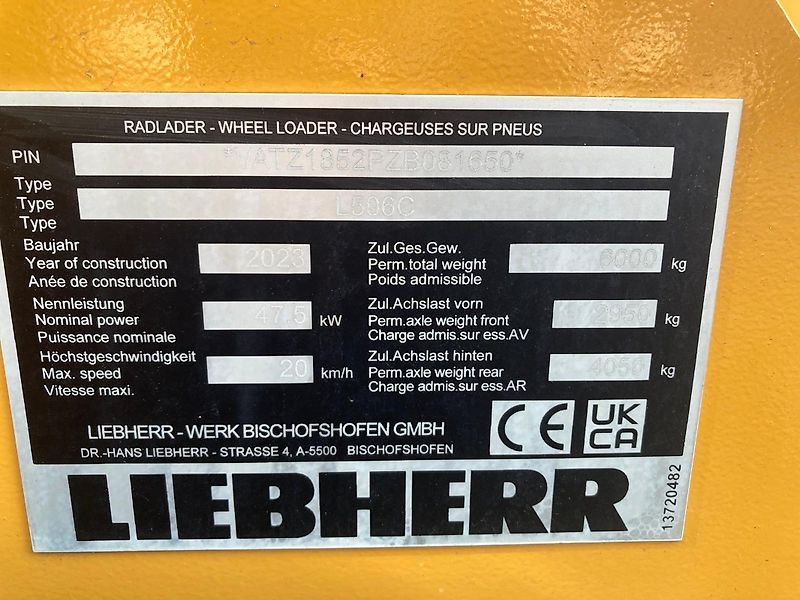 RADLADER - WHEEL LOADER - CHARGEUSES SUR PNEUS
PIN *VATZ1852PZB081650*
Type
Type L506C
Type
Baujahr
Year of construction 2023
Anée de construction
Zul.Ges.Gew.
Perm.total weight 6000 kg
Poids admissible
Nennleistung
Nominal power 47.5 kW
Puissance nominale
Zul.Achslast vorn
Perm.axle weight front 2950 kg
Charge admis.sur ess.AV
Höchstgeschwindigkeit
Max. speed 20 km/h
Vitesse maxi.
Zul.Achslast hinten
Perm.axle weight rear 4050 kg
Charge admis.sur ess.AR
LIEBHERR - WERK BISCHOFSHOFEN GMBH
DR.-HANS LIEBHERR - STRASSE 4, A-5500 BISCHOFSHOFEN
CE
UK
CA
LIEBHERR
13720482